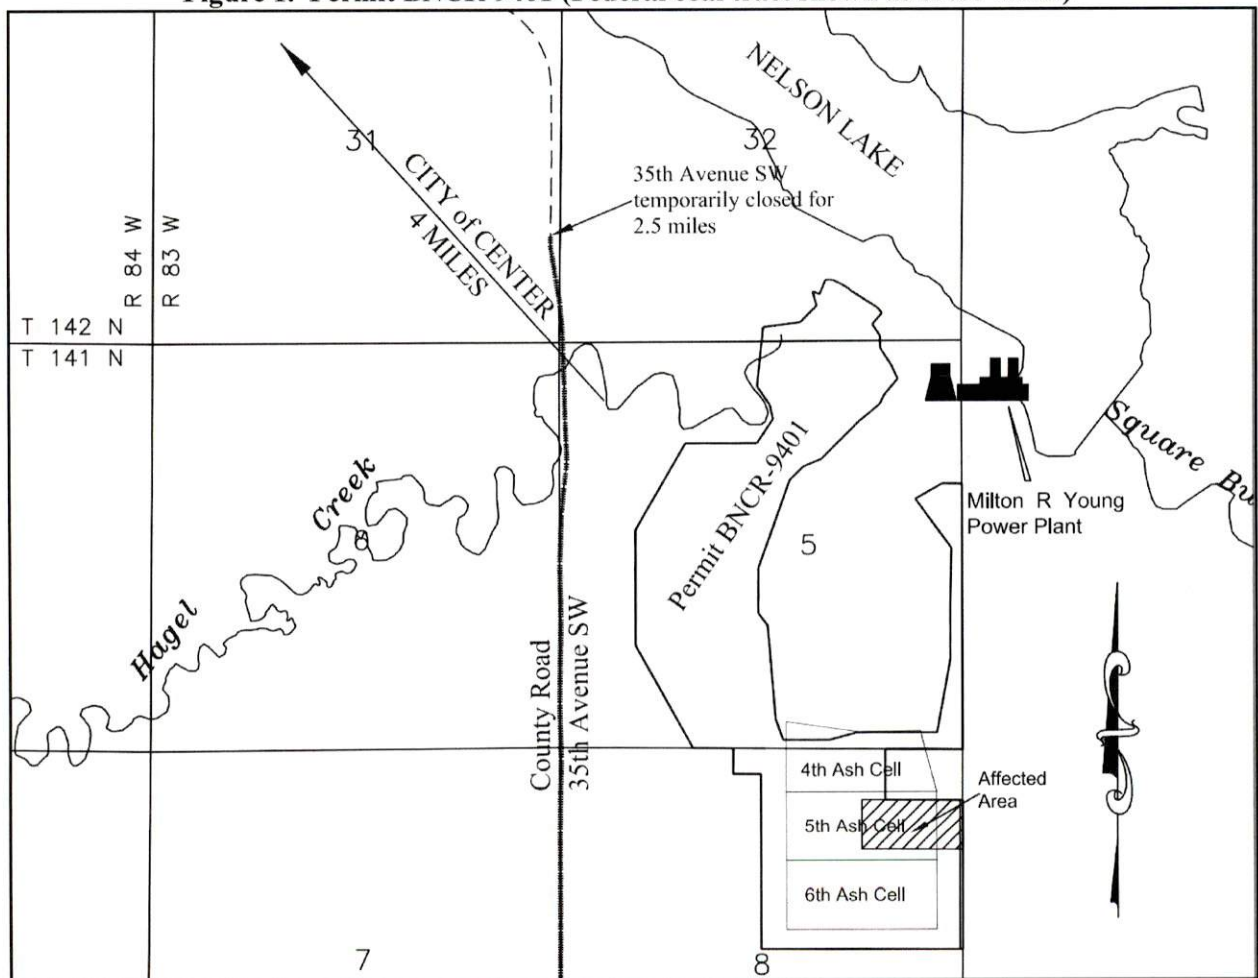 NELSON LAKE
31
32
CITY of CENTER
4 MILES
35th Avenue SW
temporarily closed for
2.5 miles
R 84 W
R 83 W
T 142 N
T 141 N
Square Bu
Creek
Hagel
Permit BNCR-9401
5
Milton R Young
Power Plant
County Road
35th Avenue SW
4th Ash Cell
5th Ash Cell
6th Ash Cell
Affected
Area
7
8